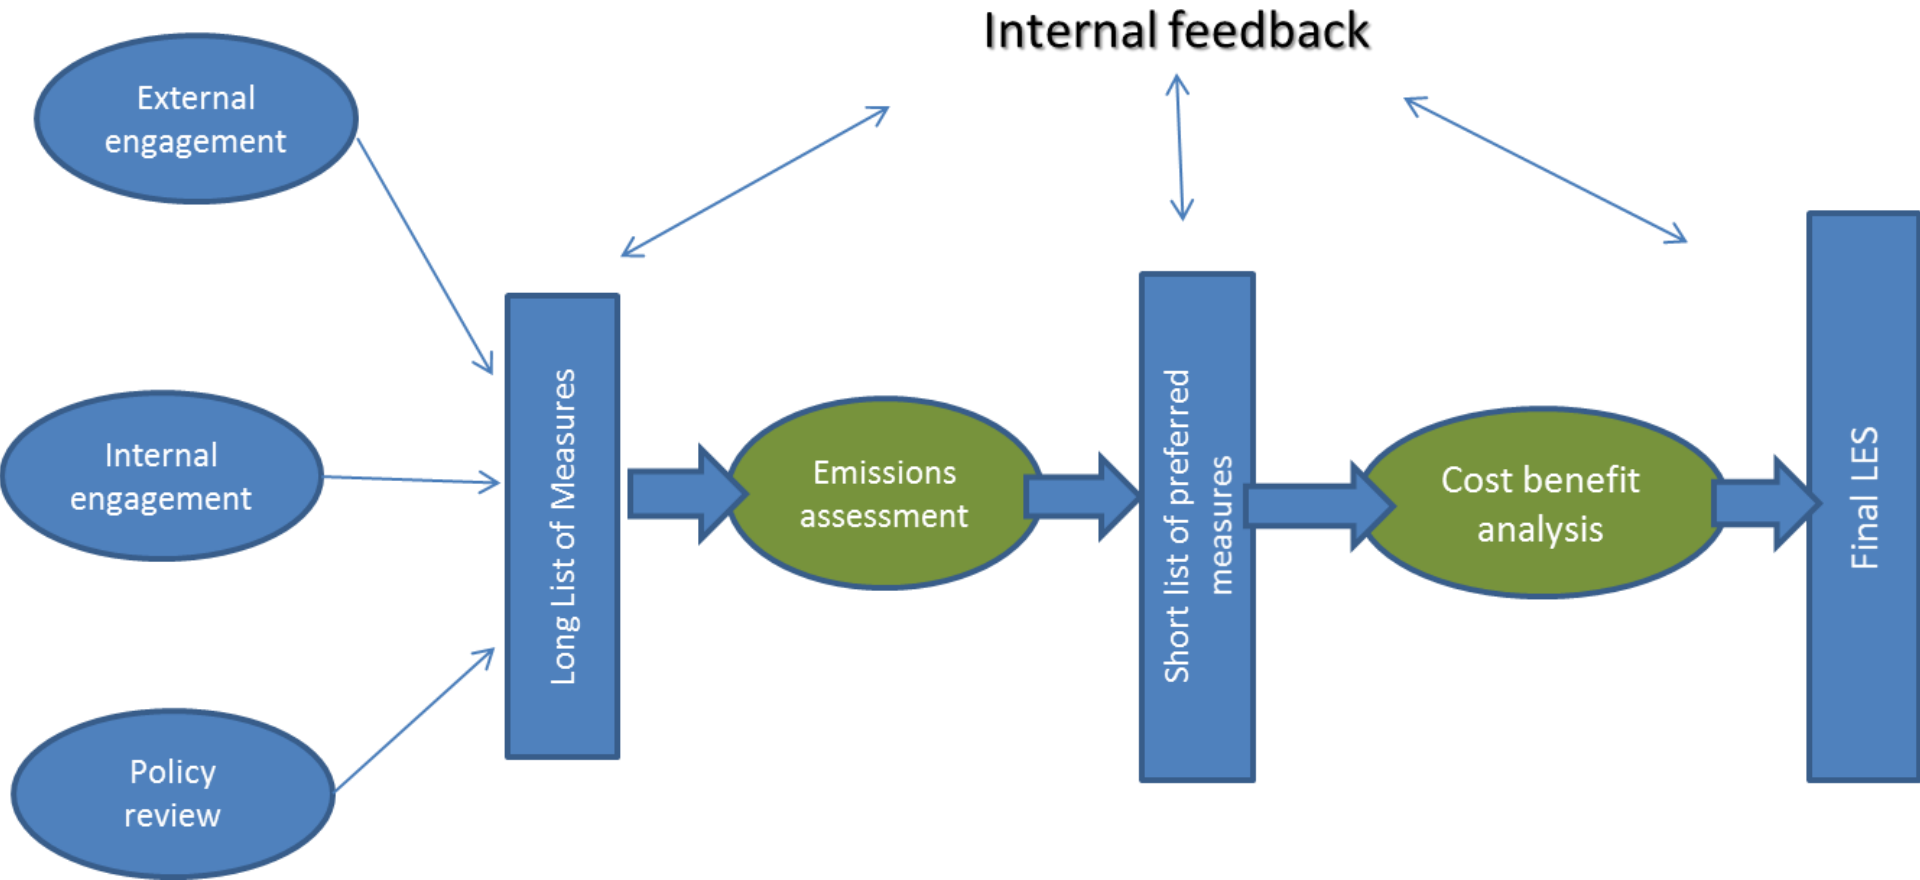 Internal feedback
External
engagement
Internal
engagement
Policy
review
Long List of Measures
Emissions
assessment
Short list of preferred
measures
Cost benefit
analysis
Final LES